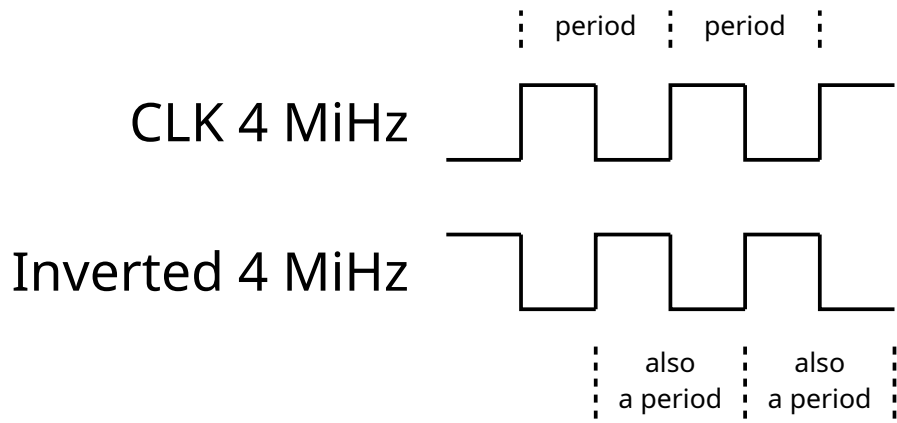 period period
CLK 4 MiHz
Inverted 4 MiHz
also also
a period a period